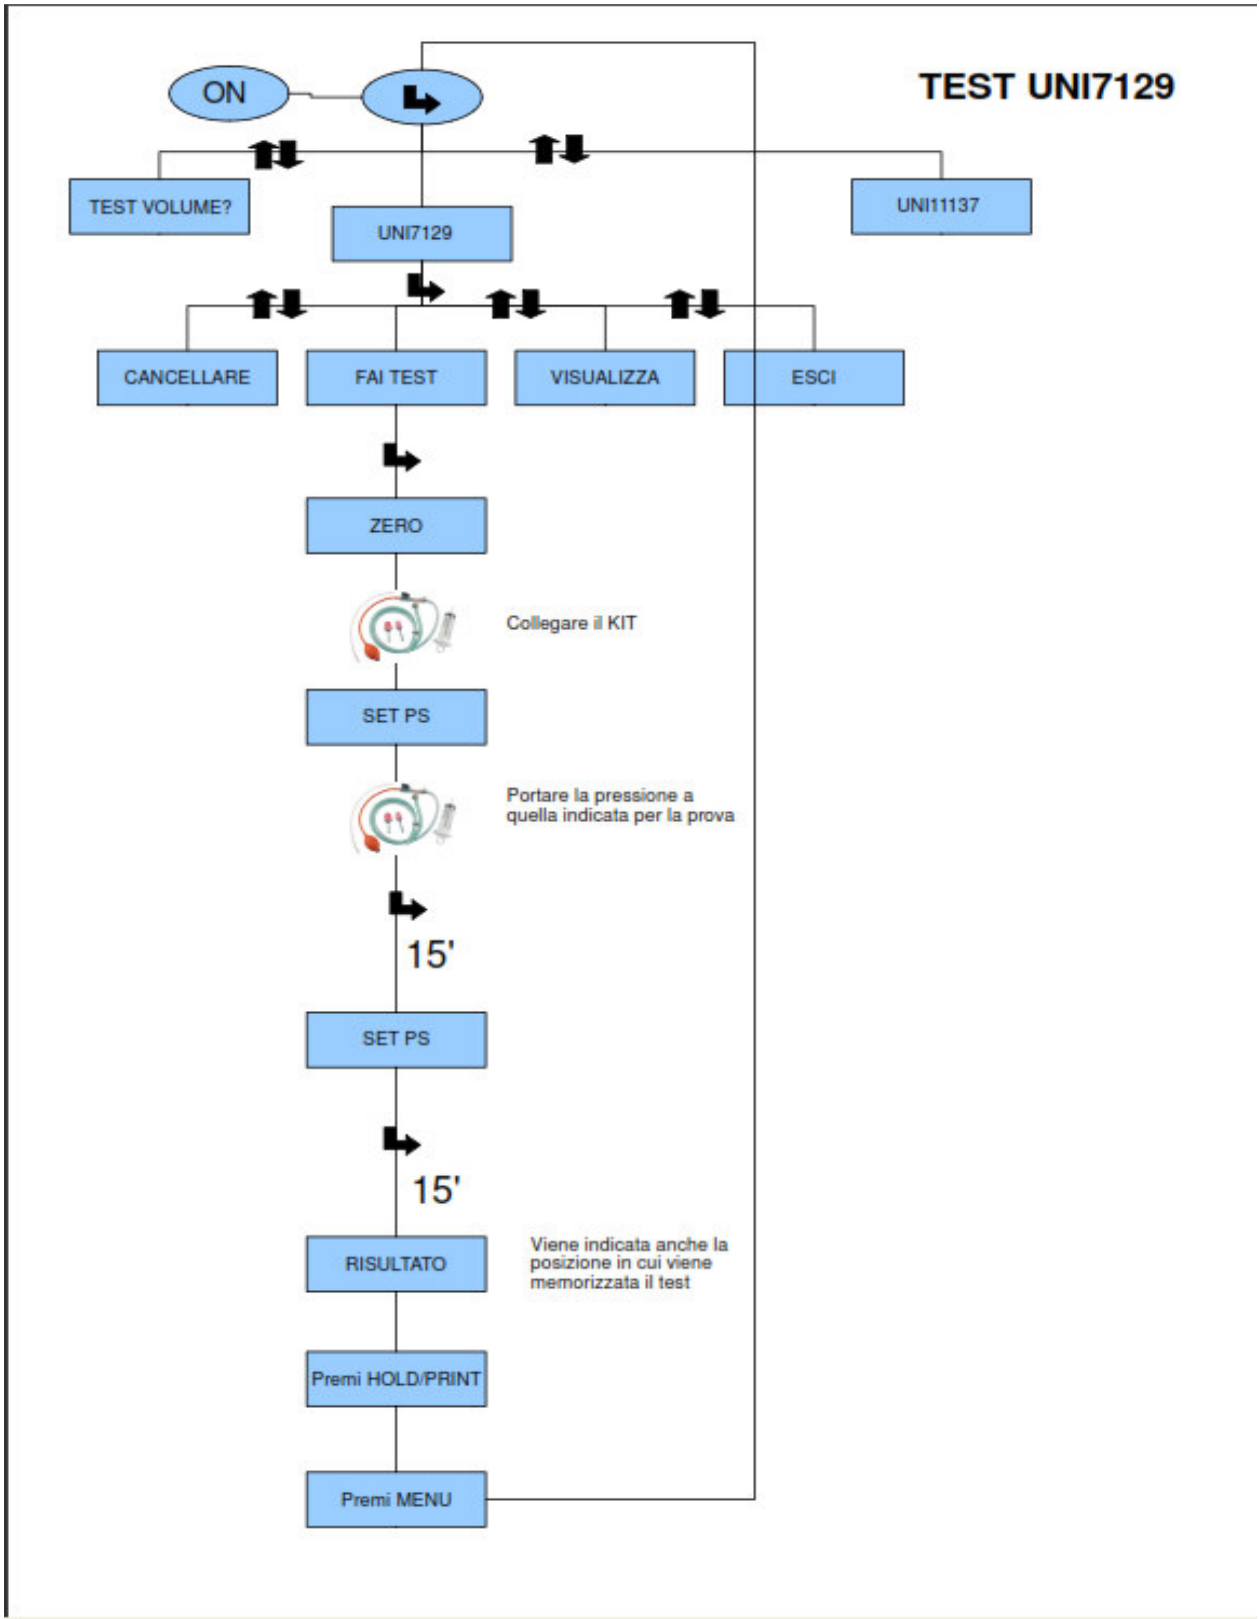 TEST UNI7129
ON
TEST VOLUME?
UNI7129
UNI11137
CANCELLARE
FAI TEST
VISUALIZZA
ESCI
ZERO
Collegare il KIT
SET PS
Portare la pressione a
quella indicata per la prova
15'
SET PS
15'
RISULTATO
Viene indicata anche la
posizione in cui viene
memorizzata il test
Premi HOLD/PRINT
Premi MENU